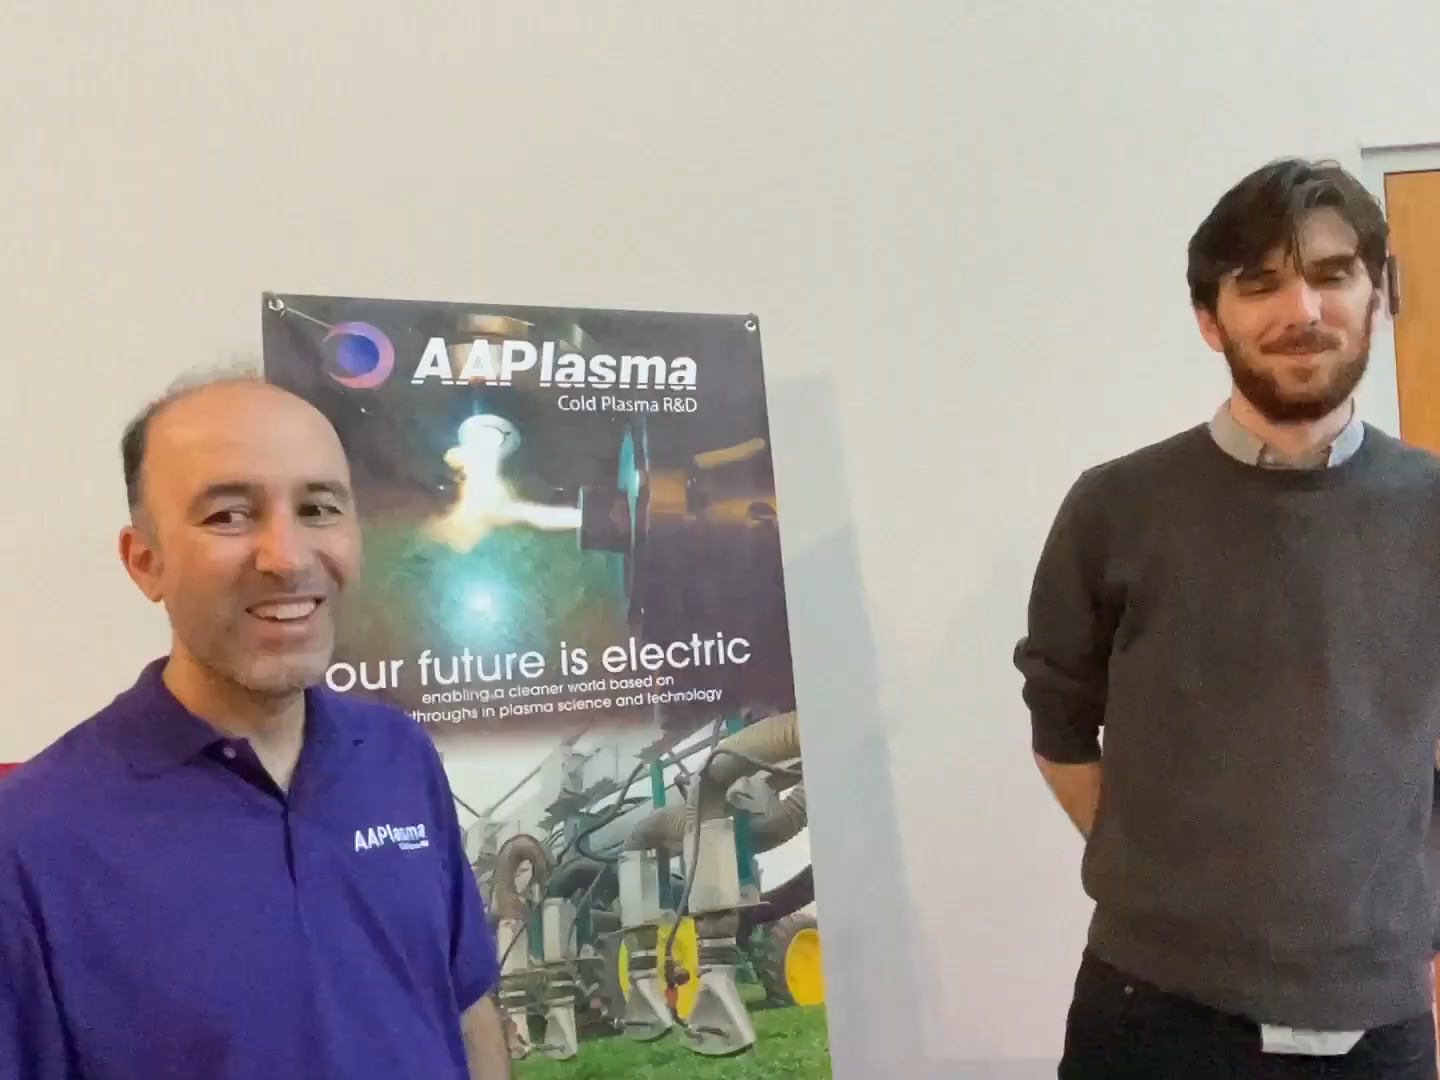 AAPlasma
Cold Plasma R&D
our future is electric
enabling a cleaner world based on
throughs in plasma science and technology
AAPlasma